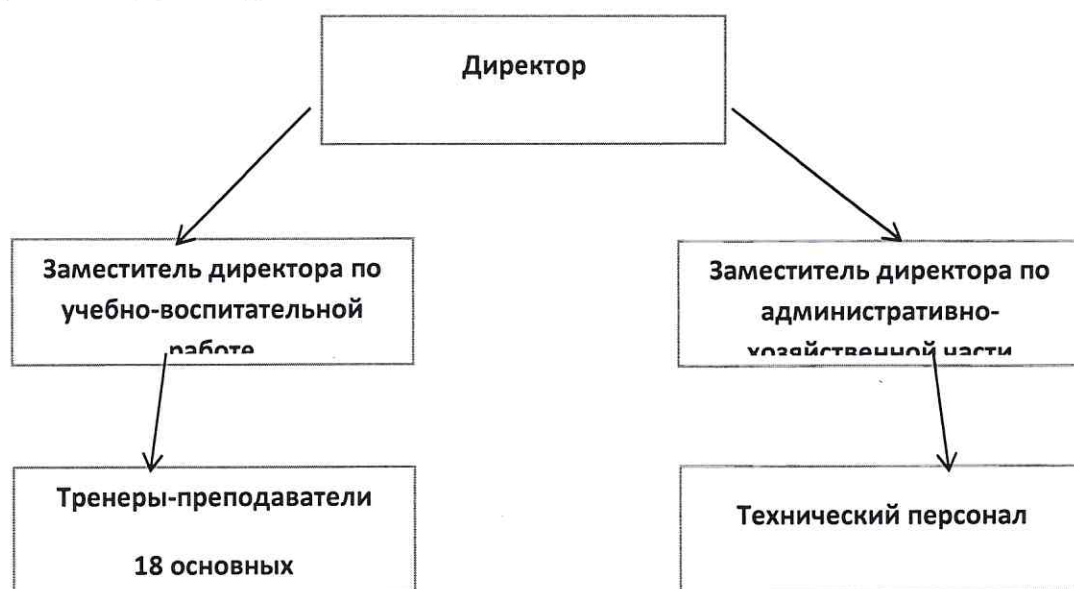 Директор
Заместитель директора по
учебно-воспитательной
работе
Заместитель директора по
административно-
хозяйственной части
Тренеры-преподаватели
18 основных
Технический персонал